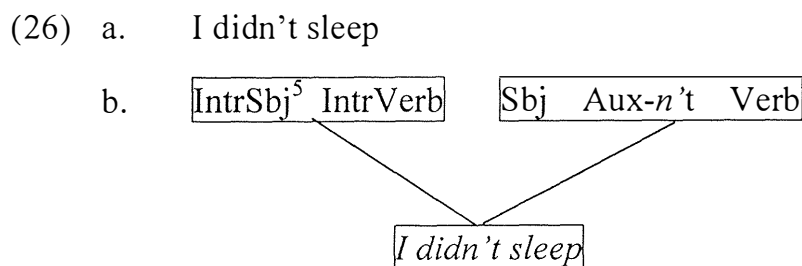 (26) a. I didn't sleep
b. IntrSbj⁵ IntrVerb Sbj Aux-n't Verb
I didn't sleep